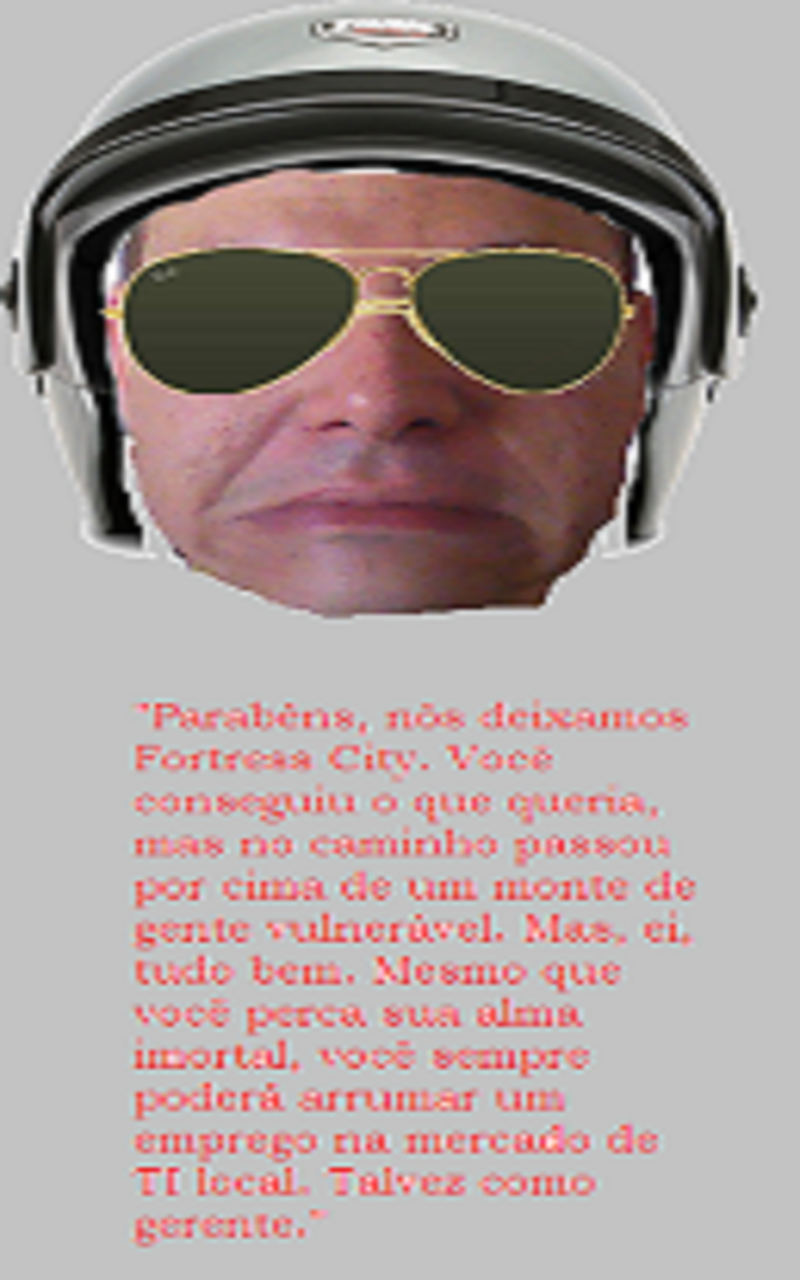 "Parabéns, nós deixamos
Fortress City. Você
conseguiu o que queria,
mas no caminho passou
por cima de um monte de
gente vulnerável. Mas, ei,
tudo bem. Mesmo que
você perca sua alma
imortal, você sempre
poderá arrumar um
emprego na mercado de
TI local. Talvez como
gerente."